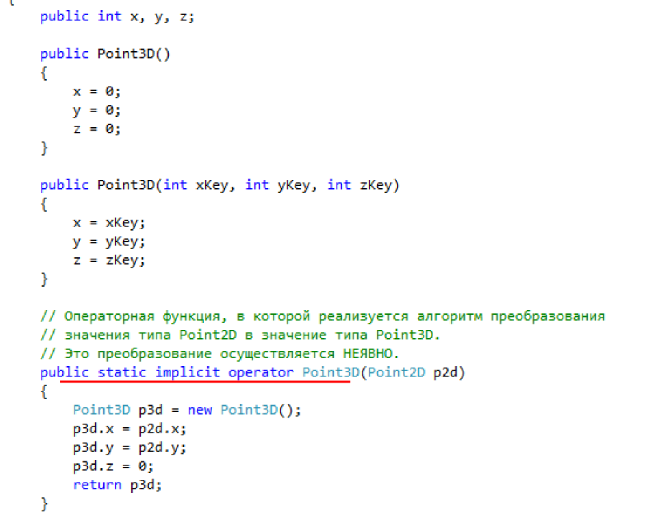 {
public int x, y, z;
public Point3D()
{
x = 0;
y = 0;
z = 0;
}
public Point3D(int xKey, int yKey, int zKey)
{
x = xKey;
y = yKey;
z = zKey;
}
// Операторная функция, в которой реализуется алгоритм преобразования
// значения типа Point2D в значение типа Point3D.
// Это преобразование осуществляется НЕЯВНО.
public static implicit operator Point3D(Point2D p2d)
{
Point3D p3d = new Point3D();
p3d.x = p2d.x;
p3d.y = p2d.y;
p3d.z = 0;
return p3d;
}